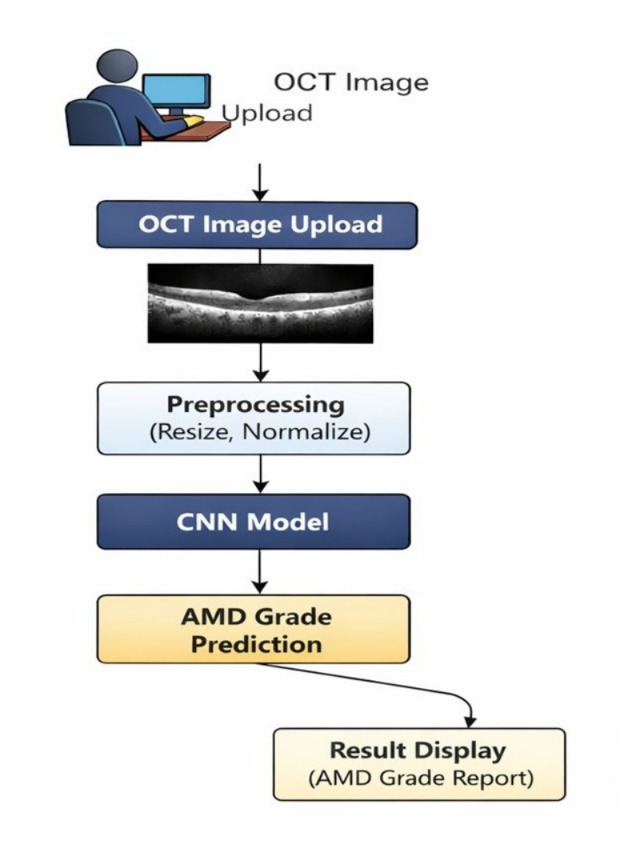 OCT Image
Upload
OCT Image Upload
Preprocessing
(Resize, Normalize)
CNN Model
AMD Grade
Prediction
Result Display
(AMD Grade Report)